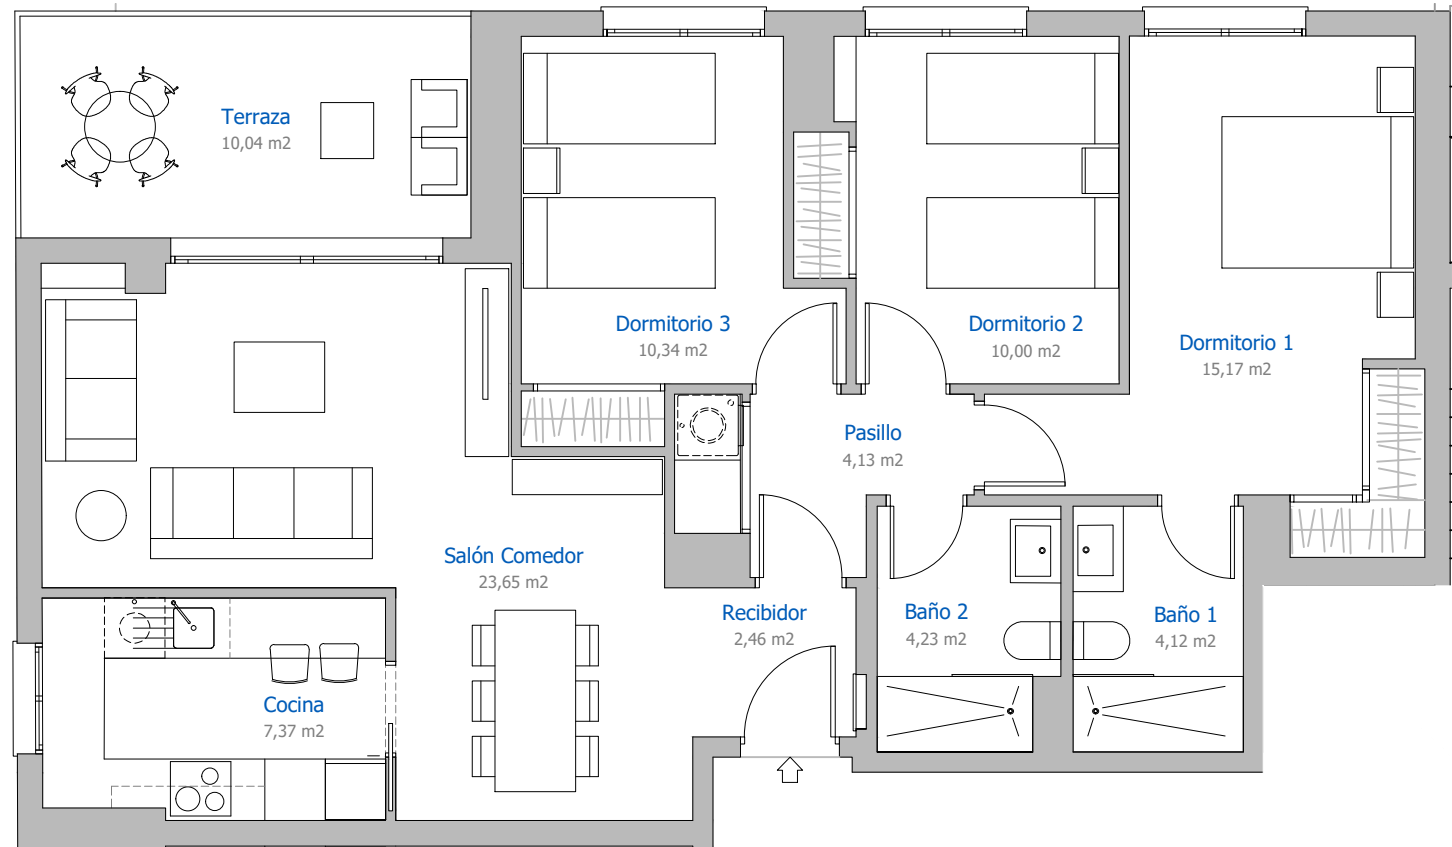 Terraza
10,04 m2
Dormitorio 3
10,34 m2
Dormitorio 2
10,00 m2
Dormitorio 1
15,17 m2
Pasillo
4,13 m2
Salón Comedor
23,65 m2
Recibidor
2,46 m2
Baño 2
4,23 m2
Baño 1
4,12 m2
Cocina
7,37 m2